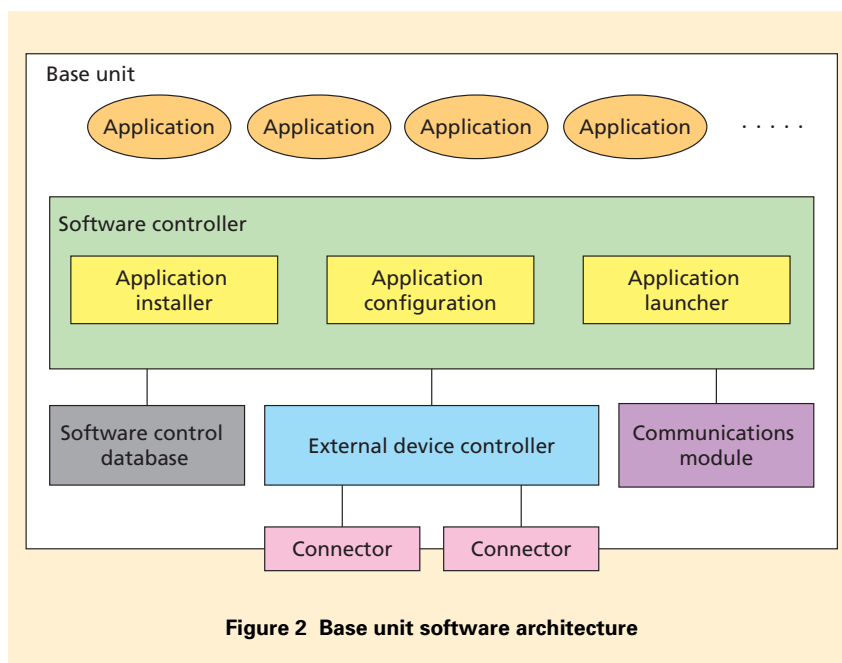 Base unit
Application Application Application Application . . . . .
Software controller
Application installer
Application configuration
Application launcher
Software control database
External device controller
Communications module
Connector Connector
Figure 2 Base unit software architecture